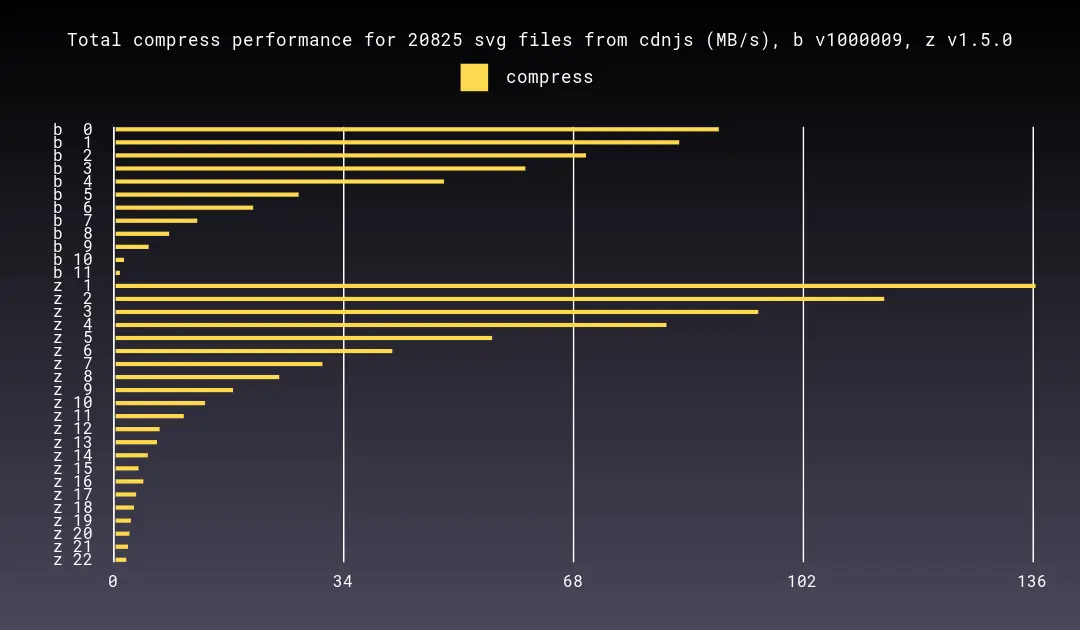 Total compress performance for 20825 svg files from cdnjs (MB/s), b v1000009, z v1.5.0
compress
b 0
b 1
b 2
b 3
b 4
b 5
b 6
b 7
b 8
b 9
b 10
b 11
z 1
z 2
z 3
z 4
z 5
z 6
z 7
z 8
z 9
z 10
z 11
z 12
z 13
z 14
z 15
z 16
z 17
z 18
z 19
z 20
z 21
z 22
0 34 68 102 136